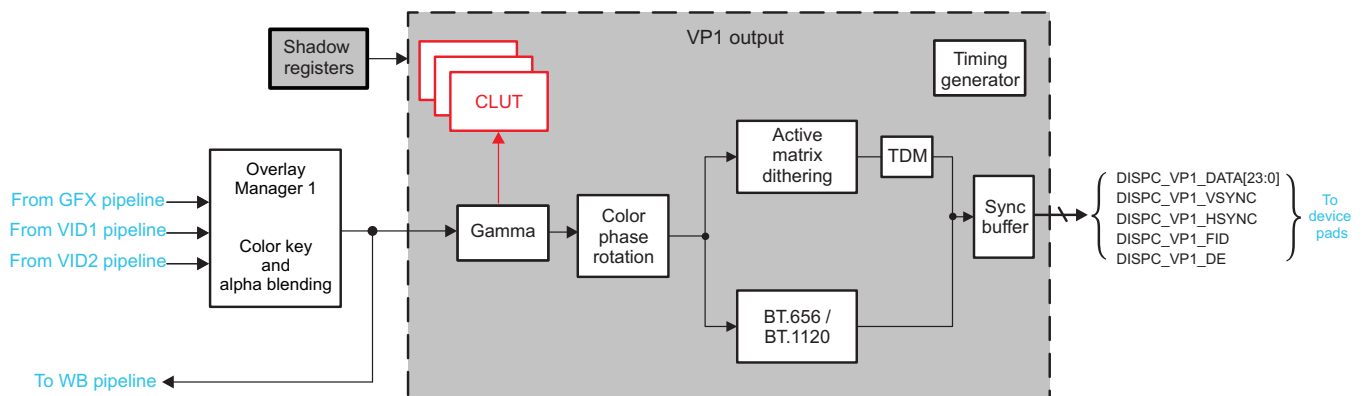 Shadow
registers
VP1 output
Timing
generator
CLUT
Overlay
Manager 1
Color key
and
alpha blending
From GFX pipeline
From VID1 pipeline
From VID2 pipeline
To WB pipeline
Gamma
Color
phase
rotation
Active
matrix
dithering
TDM
BT.656 /
BT.1120
Sync
buffer
DISPC_VP1_DATA[23:0]
DISPC_VP1_VSYNC
DISPC_VP1_HSYNC
DISPC_VP1_FID
DISPC_VP1_DE
To
device
pads